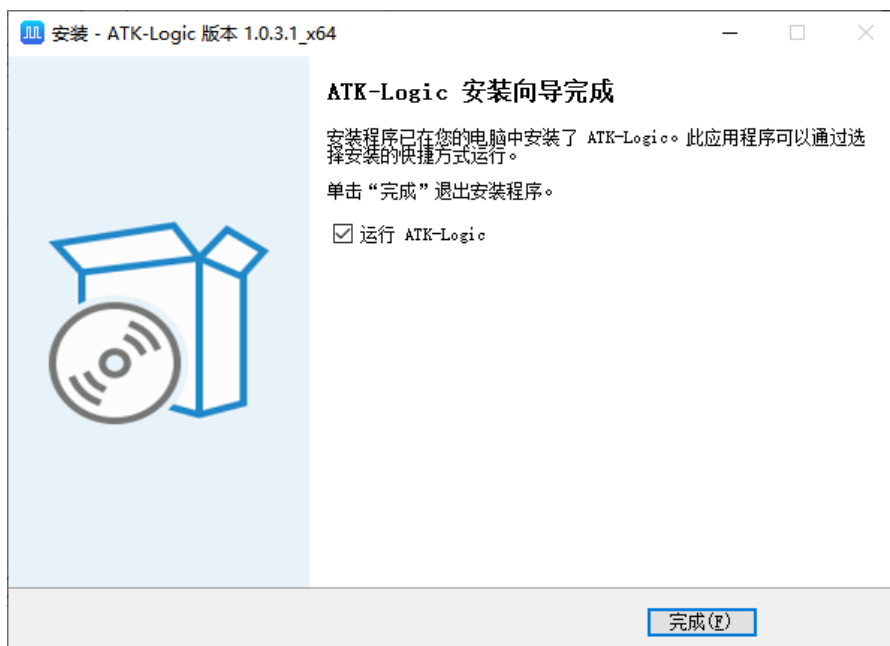 安装 - ATK-Logic 版本 1.0.3.1_x64
ATK-Logic 安装向导完成
安装程序已在您的电脑中安装了 ATK-Logic。此应用程序可以通过选
择安装的快捷方式运行。
单击“完成”退出安装程序。
运行 ATK-Logic
完成(F)